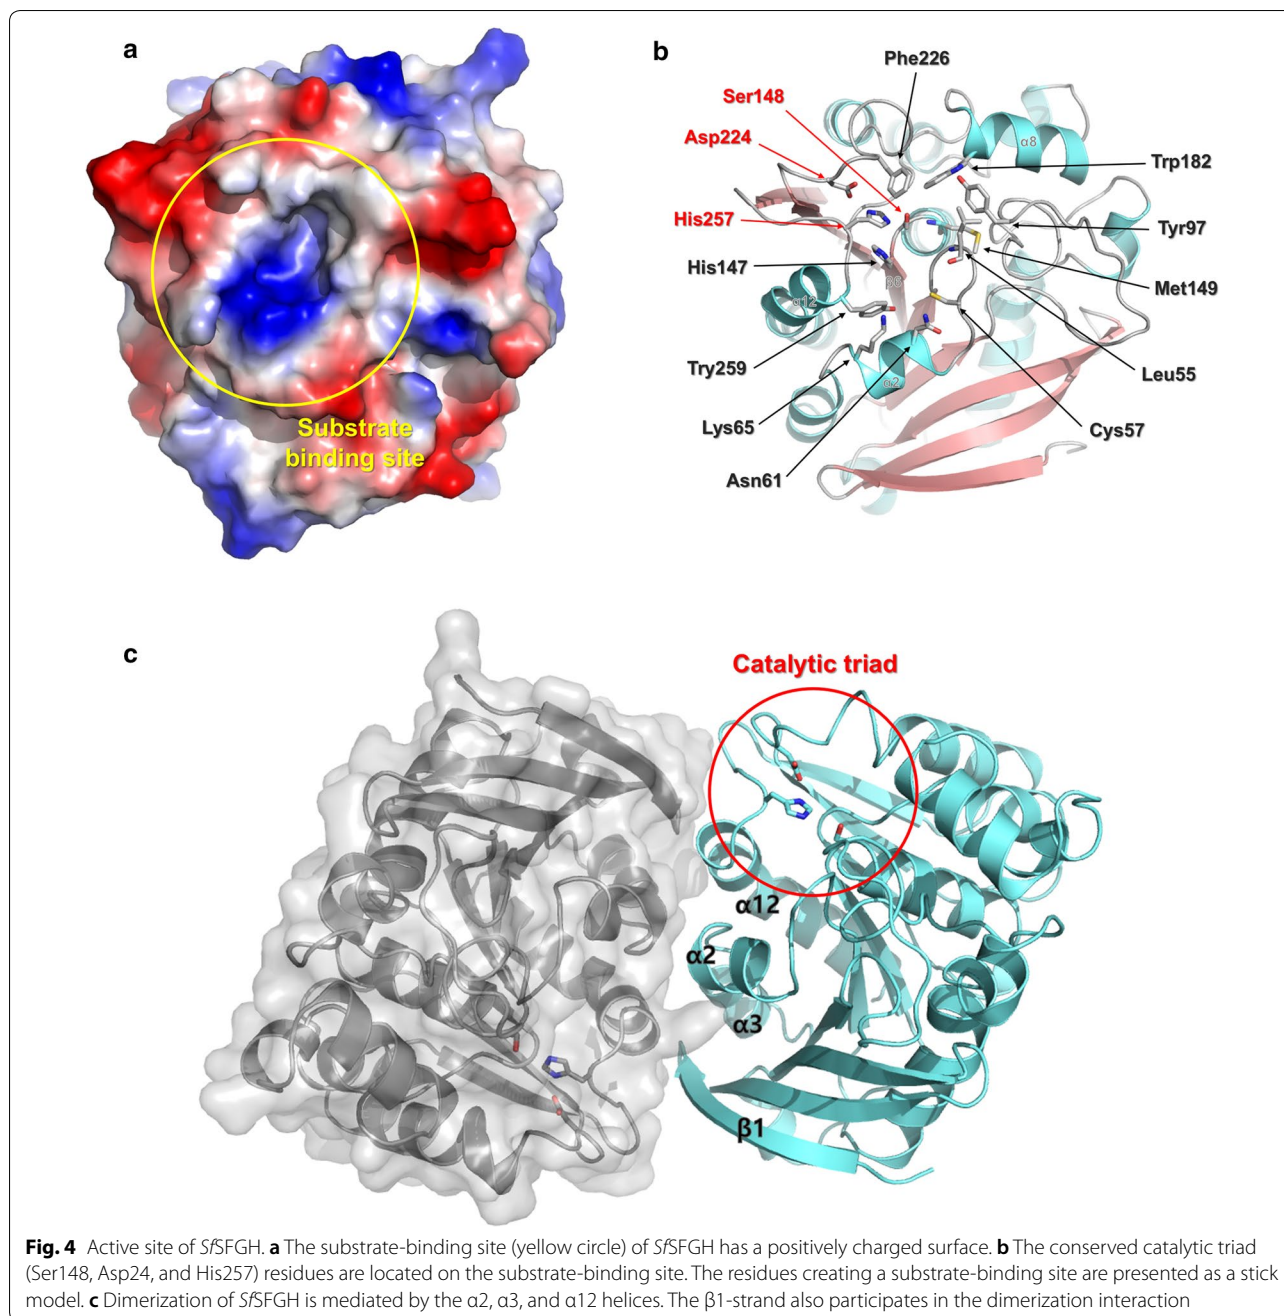 a
Substrate
binding site
b
Phe226
Ser148
Asp224
α8
Trp182
His257
Tyr97
His147
β6
Met149
α12
Try259
α2
Leu55
Lys65
Cys57
Asn61
c
Catalytic triad
α12
α2
α3
β1
Fig. 4 Active site of SfSFGH. a The substrate-binding site (yellow circle) of SfSFGH has a positively charged surface. b The conserved catalytic triad
(Ser148, Asp24, and His257) residues are located on the substrate-binding site. The residues creating a substrate-binding site are presented as a stick
model. c Dimerization of SfSFGH is mediated by the α2, α3, and α12 helices. The β1-strand also participates in the dimerization interaction